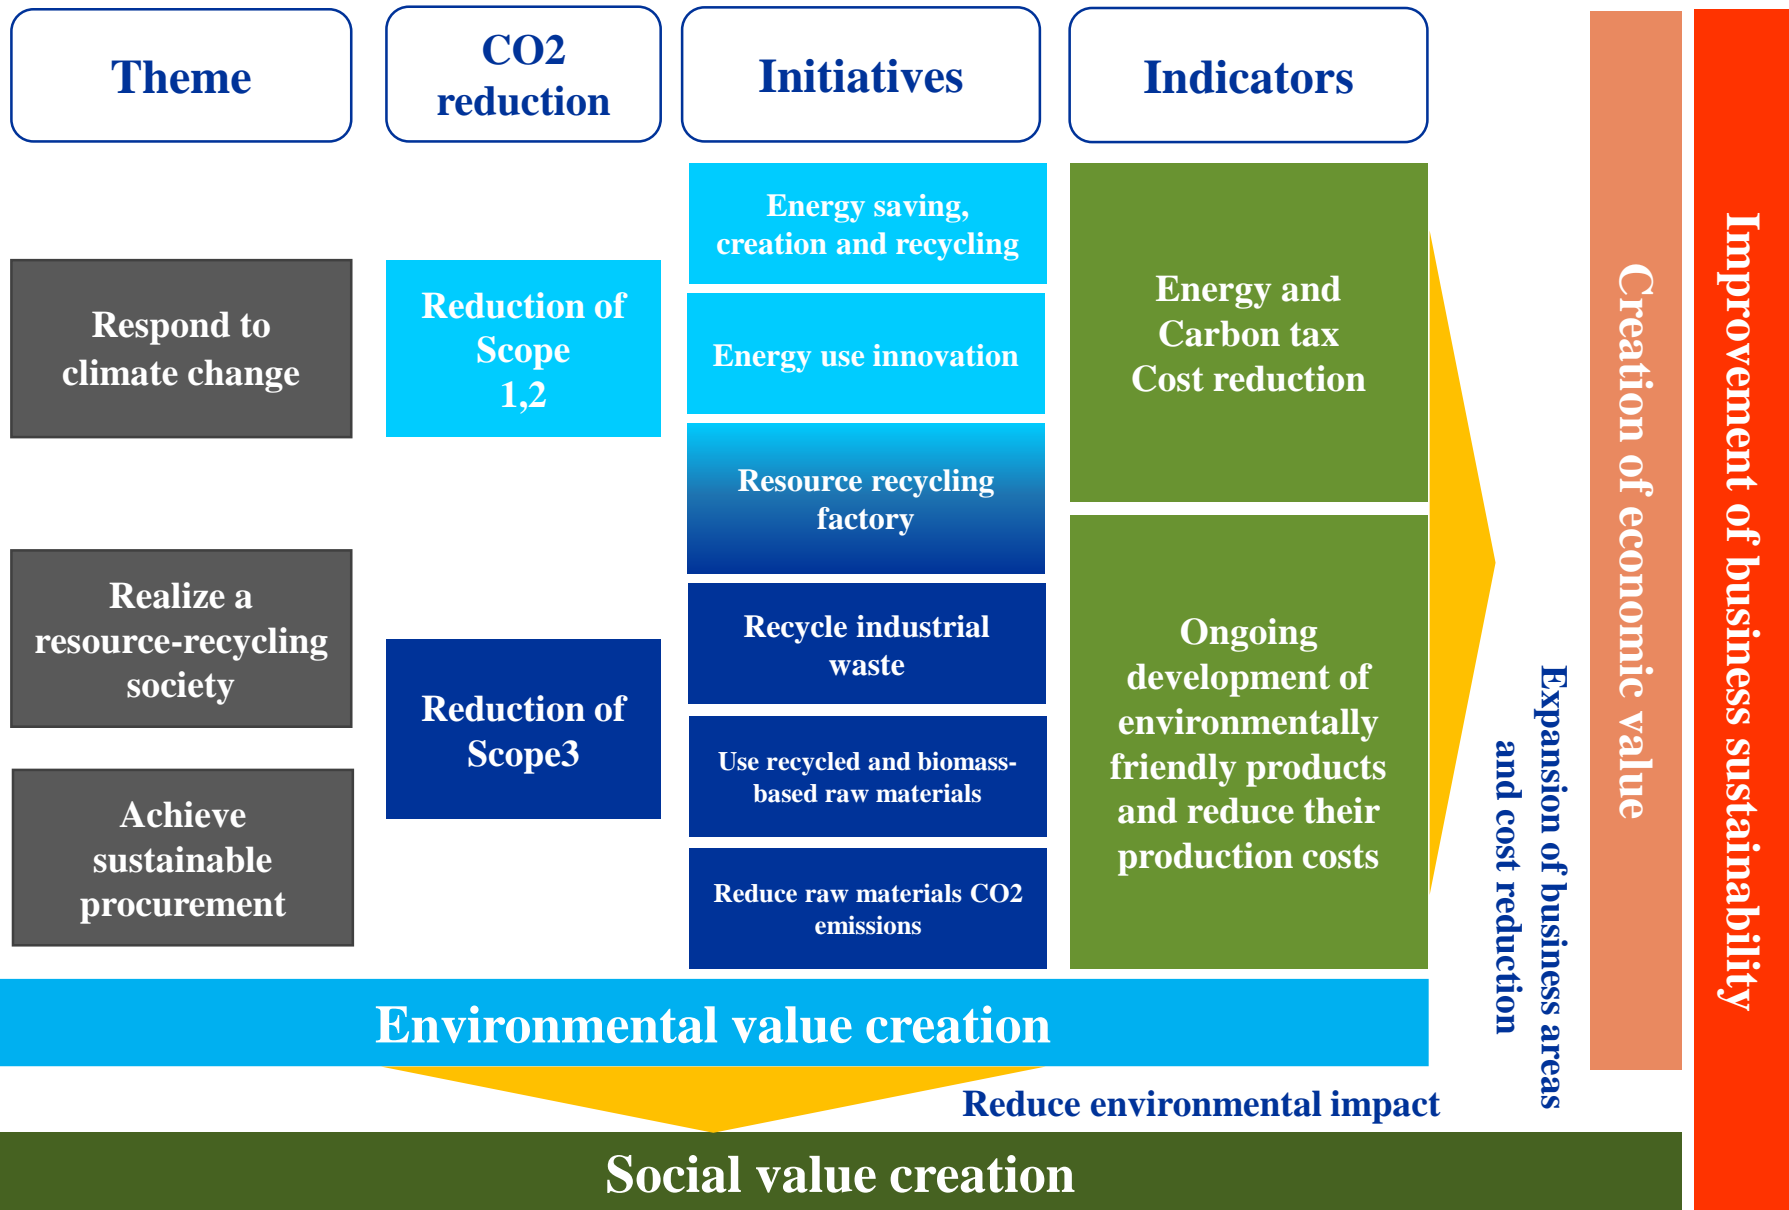 Theme
CO2
reduction
Initiatives
Indicators
Respond to
climate change
Realize a
resource-recycling
society
Achieve
sustainable
procurement
Reduction of
Scope
1,2
Reduction of
Scope3
Energy saving,
creation and recycling
Energy use innovation
Resource recycling
factory
Recycle industrial
waste
Use recycled and biomass-
based raw materials
Reduce raw materials CO2
emissions
Energy and
Carbon tax
Cost reduction
Ongoing
development of
environmentally
friendly products
and reduce their
production costs
Expansion of business areas
and cost reduction
Creation of economic value
Improvement of business sustainability
Environmental value creation
Reduce environmental impact
Social value creation